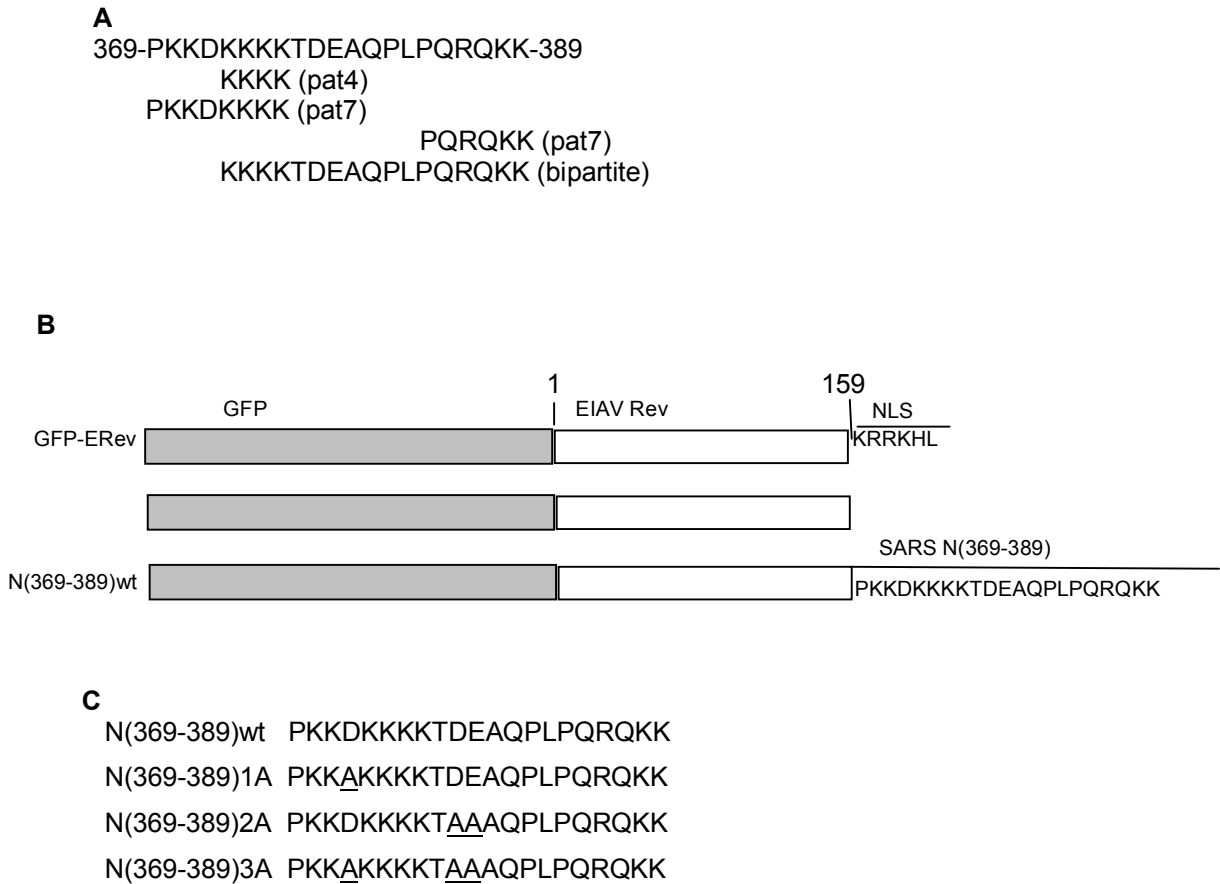 A
369-PKKDKKKKTDEAQPLPQRQKK-389
KKKK (pat4)
PKKDKKKK (pat7)
PQRQKK (pat7)
KKKKTDEAQPLPQRQKK (bipartite)
B
1 159
GFP EIAV Rev NLS
GFP-ERev KRRKHL
SARS N(369-389)
N(369-389)wt PKKDKKKKTDEAQPLPQRQKK
C
N(369-389)wt PKKDKKKKTDEAQPLPQRQKK
N(369-389)1A PKKAKKKKTDEAQPLPQRQKK
N(369-389)2A PKKDKKKKTAAAQPLPQRQKK
N(369-389)3A PKKAKKKKTAAAQPLPQRQKK